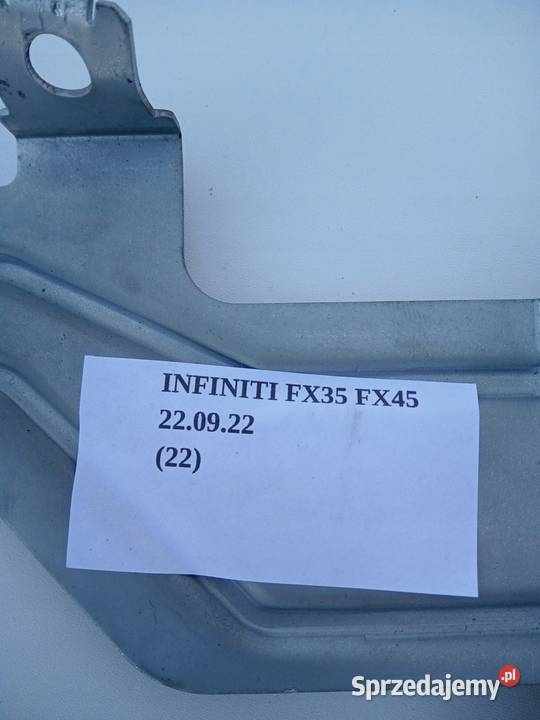 INFINITI FX35 FX45
22.09.22
(22)
Sprzedajemy.pl